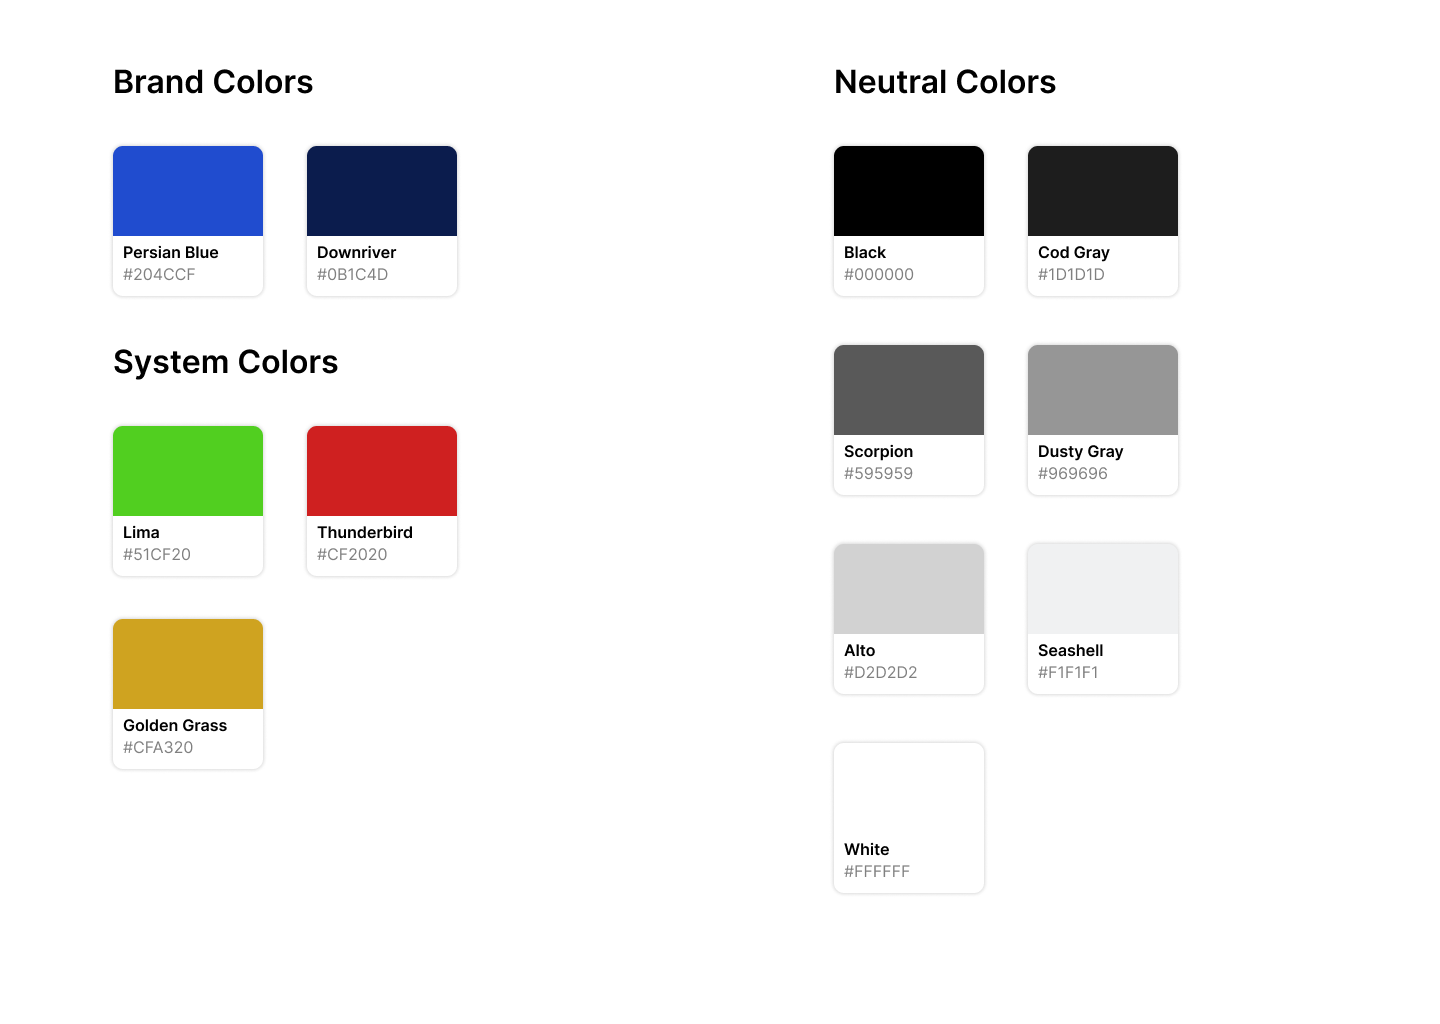 Brand Colors
Persian Blue
#204CCF
Downriver
#0B1C4D
System Colors
Lima
#51CF20
Thunderbird
#CF2020
Golden Grass
#CFA320
Neutral Colors
Black
#000000
Cod Gray
#1D1D1D
Scorpion
#595959
Dusty Gray
#969696
Alto
#D2D2D2
Seashell
#F1F1F1
White
#FFFFFF